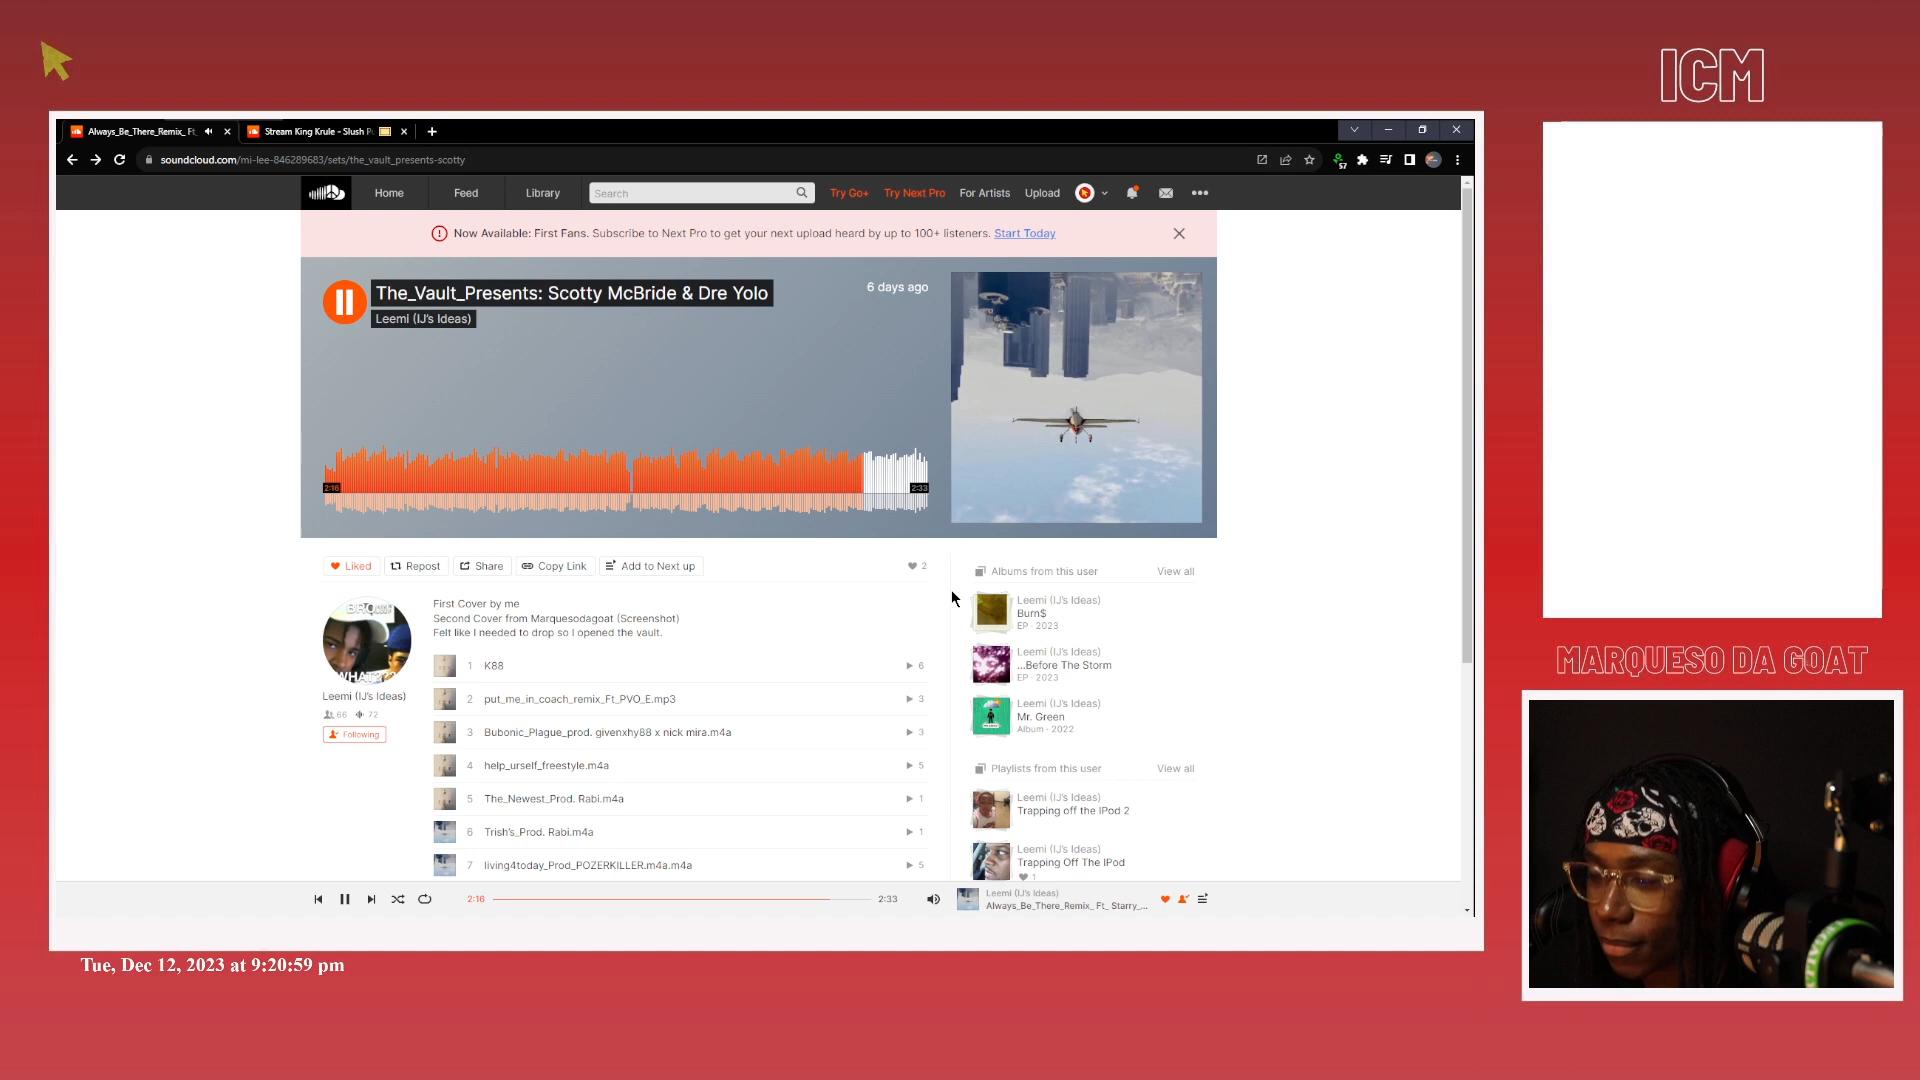 ICM
Always_Be_There_Remix_ Ft_
Stream King Krule - Slush Pu
soundcloud.com/mi-lee-846289683/sets/the_vault_presents-scotty
57
Home
Feed
Library
Search
Try Go+
Try Next Pro
For Artists
Upload
Now Available: First Fans. Subscribe to Next Pro to get your next upload heard by up to 100+ listeners. Start Today
The_Vault_Presents: Scotty McBride & Dre Yolo
6 days ago
Leemi (IJ's Ideas)
2:16
2:33
Liked
Repost
Share
Copy Link
Add to Next up
2
First Cover by me
Second Cover from Marquesodagoat (Screenshot)
Felt like I needed to drop so I opened the vault.
WHAT??
Leemi (IJ's Ideas)
66
72
Following
1 K88 6
2 put_me_in_coach_remix_Ft_PVO_E.mp3 3
3 Bubonic_Plague_prod. givenxhy88 x nick mira.m4a 3
4 help_urself_freestyle.m4a 5
5 The_Newest_Prod. Rabi.m4a 1
6 Trish's_Prod. Rabi.m4a 1
7 living4today_Prod_POZERKILLER.m4a.m4a 5
Albums from this user
View all
Leemi (IJ's Ideas)
Burn$
EP · 2023
Leemi (IJ's Ideas)
...Before The Storm
EP · 2023
Leemi (IJ's Ideas)
Mr. Green
Album · 2022
Playlists from this user
View all
Leemi (IJ's Ideas)
Trapping off the IPod 2
Leemi (IJ's Ideas)
Trapping Off The IPod
1
2:16
2:33
Leemi (IJ's Ideas)
Always_Be_There_Remix_ Ft_ Starry_...
MARQUESO DA GOAT
Tue, Dec 12, 2023 at 9:20:59 pm